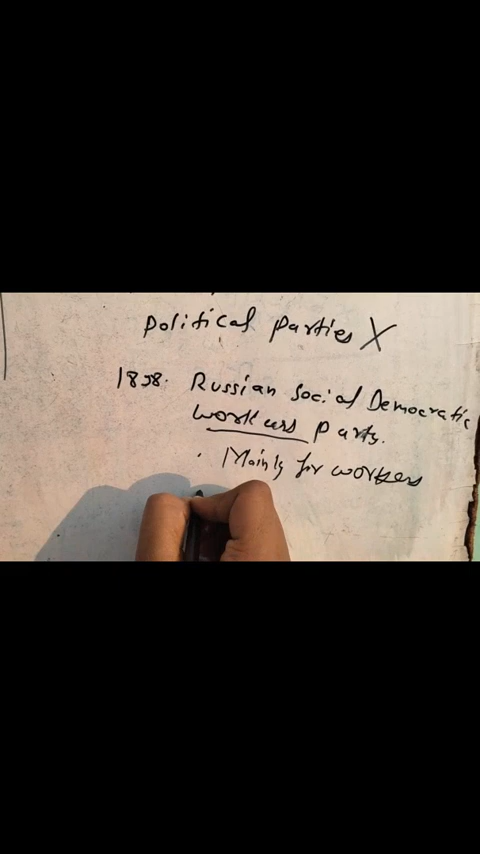 Political Parties X
1898. Russian Social Democratic
workers party.
. Mainly for workers